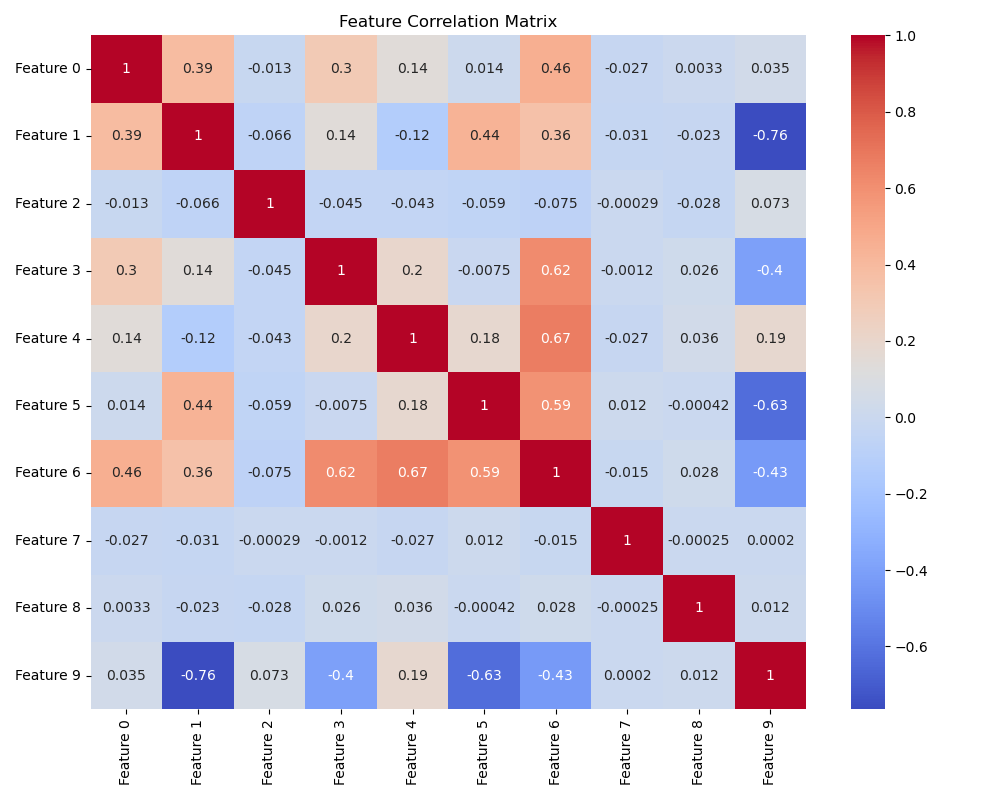 Feature Correlation Matrix
Feature 0 1 0.39 -0.013 0.3 0.14 0.014 0.46 -0.027 0.0033 0.035
Feature 1 0.39 1 -0.066 0.14 -0.12 0.44 0.36 -0.031 -0.023 -0.76
Feature 2 -0.013 -0.066 1 -0.045 -0.043 -0.059 -0.075 -0.00029 -0.028 0.073
Feature 3 0.3 0.14 -0.045 1 0.2 -0.0075 0.62 -0.0012 0.026 -0.4
Feature 4 0.14 -0.12 -0.043 0.2 1 0.18 0.67 -0.027 0.036 0.19
Feature 5 0.014 0.44 -0.059 -0.0075 0.18 1 0.59 0.012 -0.00042 -0.63
Feature 6 0.46 0.36 -0.075 0.62 0.67 0.59 1 -0.015 0.028 -0.43
Feature 7 -0.027 -0.031 -0.00029 -0.0012 -0.027 0.012 -0.015 1 -0.00025 0.0002
Feature 8 0.0033 -0.023 -0.028 0.026 0.036 -0.00042 0.028 -0.00025 1 0.012
Feature 9 0.035 -0.76 0.073 -0.4 0.19 -0.63 -0.43 0.0002 0.012 1
Feature 0 Feature 1 Feature 2 Feature 3 Feature 4 Feature 5 Feature 6 Feature 7 Feature 8 Feature 9
1.0
0.8
0.6
0.4
0.2
0.0
−0.2
−0.4
−0.6